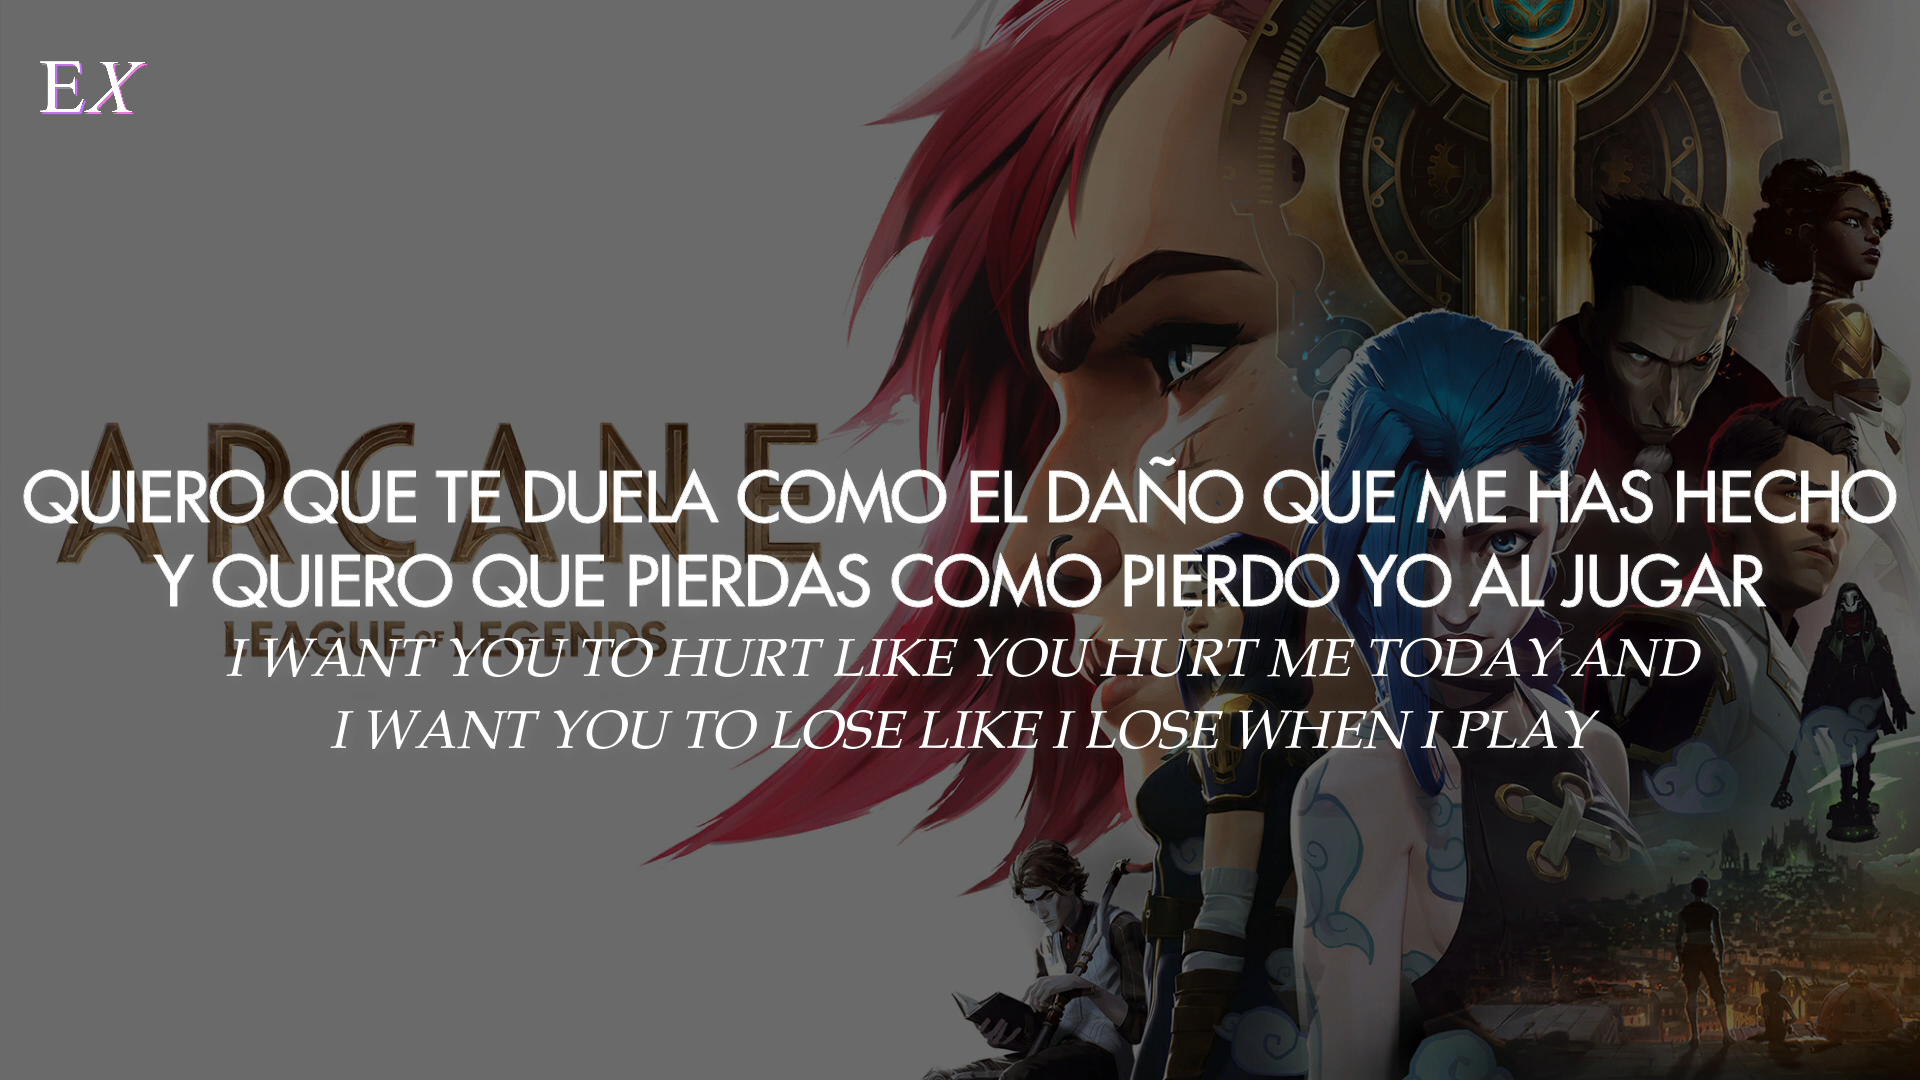 EX
ARCANE
LEAGUE OF LEGENDS
QUIERO QUE TE DUELA COMO EL DAÑO QUE ME HAS HECHO
Y QUIERO QUE PIERDAS COMO PIERDO YO AL JUGAR
I WANT YOU TO HURT LIKE YOU HURT ME TODAY AND
I WANT YOU TO LOSE LIKE I LOSE WHEN I PLAY